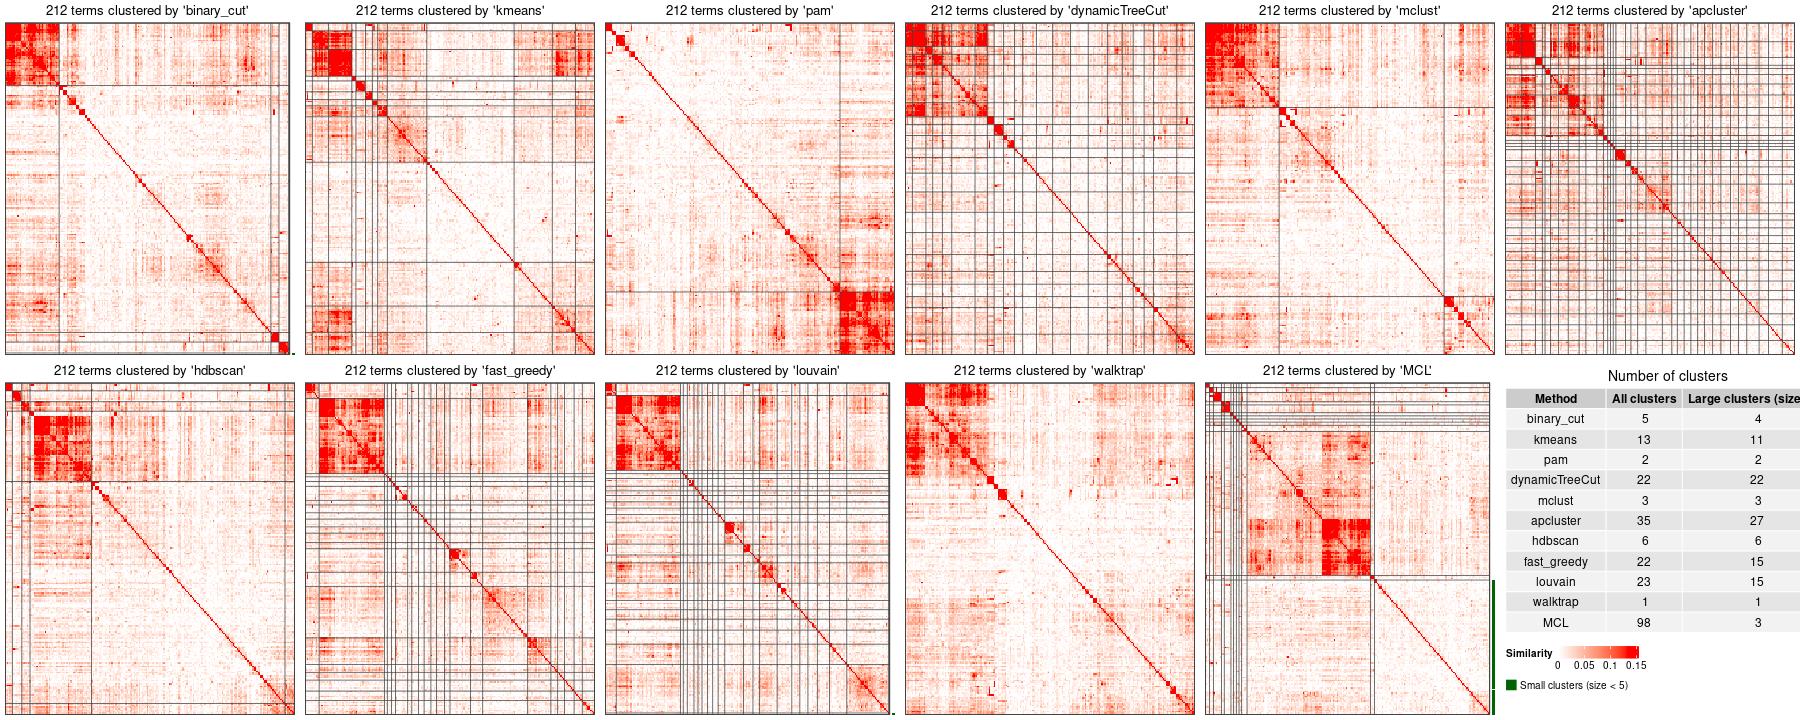 212 terms clustered by 'binary_cut'
212 terms clustered by 'kmeans'
212 terms clustered by 'pam'
212 terms clustered by 'dynamicTreeCut'
212 terms clustered by 'mclust'
212 terms clustered by 'apcluster'
212 terms clustered by 'hdbscan'
212 terms clustered by 'fast_greedy'
212 terms clustered by 'louvain'
212 terms clustered by 'walktrap'
212 terms clustered by 'MCL'
Number of clusters
Method All clusters Large clusters (size
binary_cut 5 4
kmeans 13 11
pam 2 2
dynamicTreeCut 22 22
mclust 3 3
apcluster 35 27
hdbscan 6 6
fast_greedy 22 15
louvain 23 15
walktrap 1 1
MCL 98 3
Similarity
0 0.05 0.1 0.15
Small clusters (size < 5)